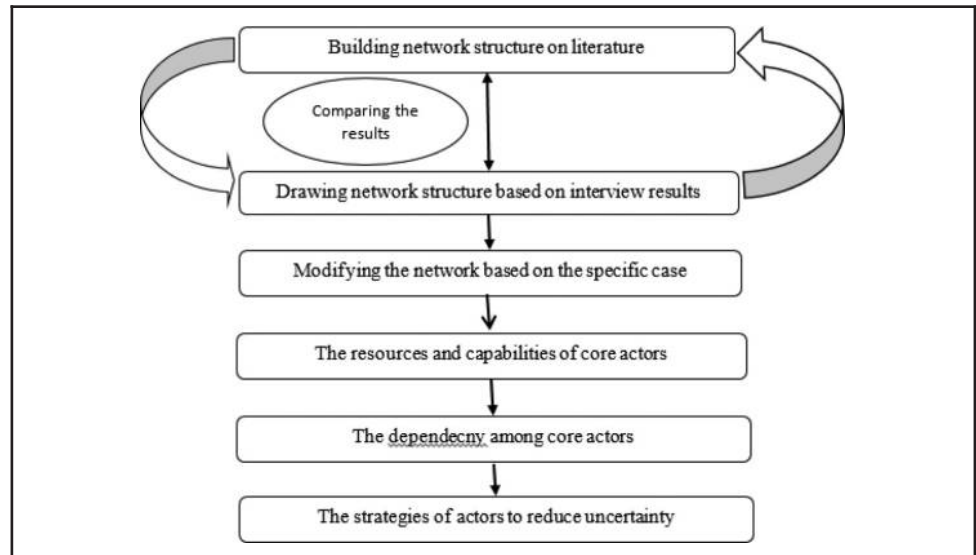 Building network structure on literature
Comparing the
results
Drawing network structure based on interview results
Modifying the network based on the specific case
The resources and capabilities of core actors
The dependecny among core actors
The strategies of actors to reduce uncertainty